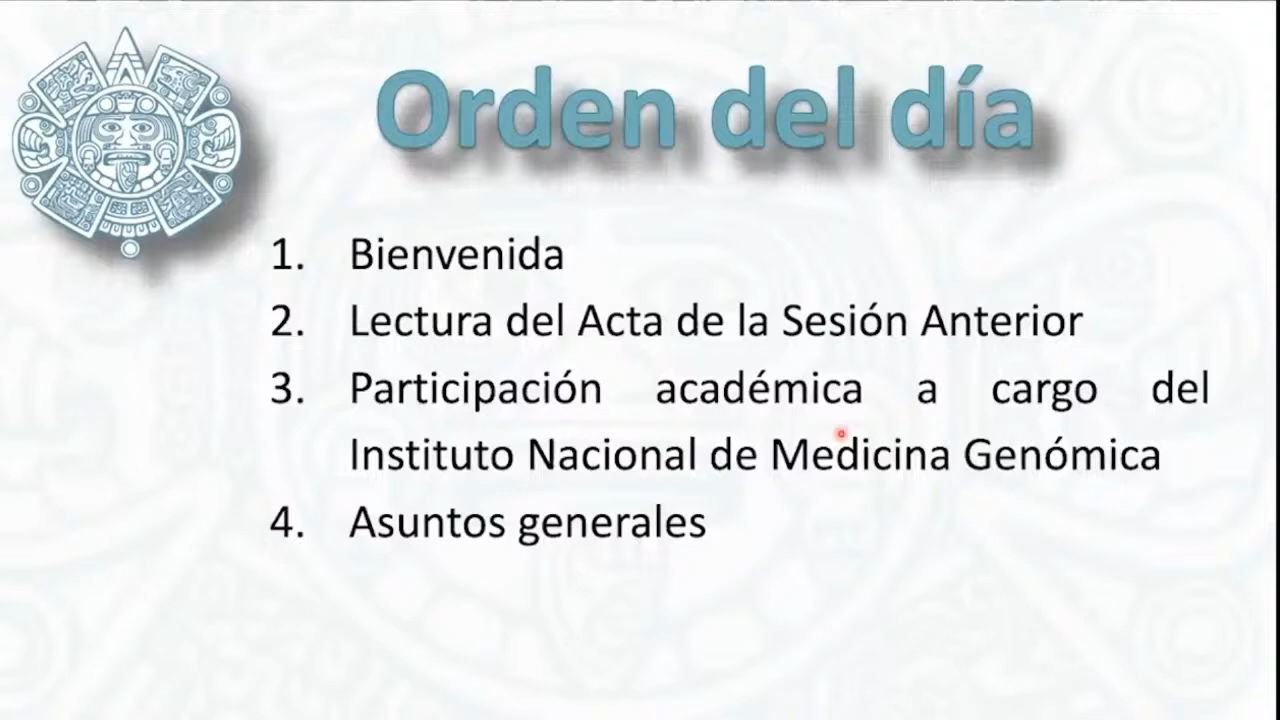 Orden del día
1. Bienvenida
2. Lectura del Acta de la Sesión Anterior
3. Participación académica a cargo del
Instituto Nacional de Medicina Genómica
4. Asuntos generales